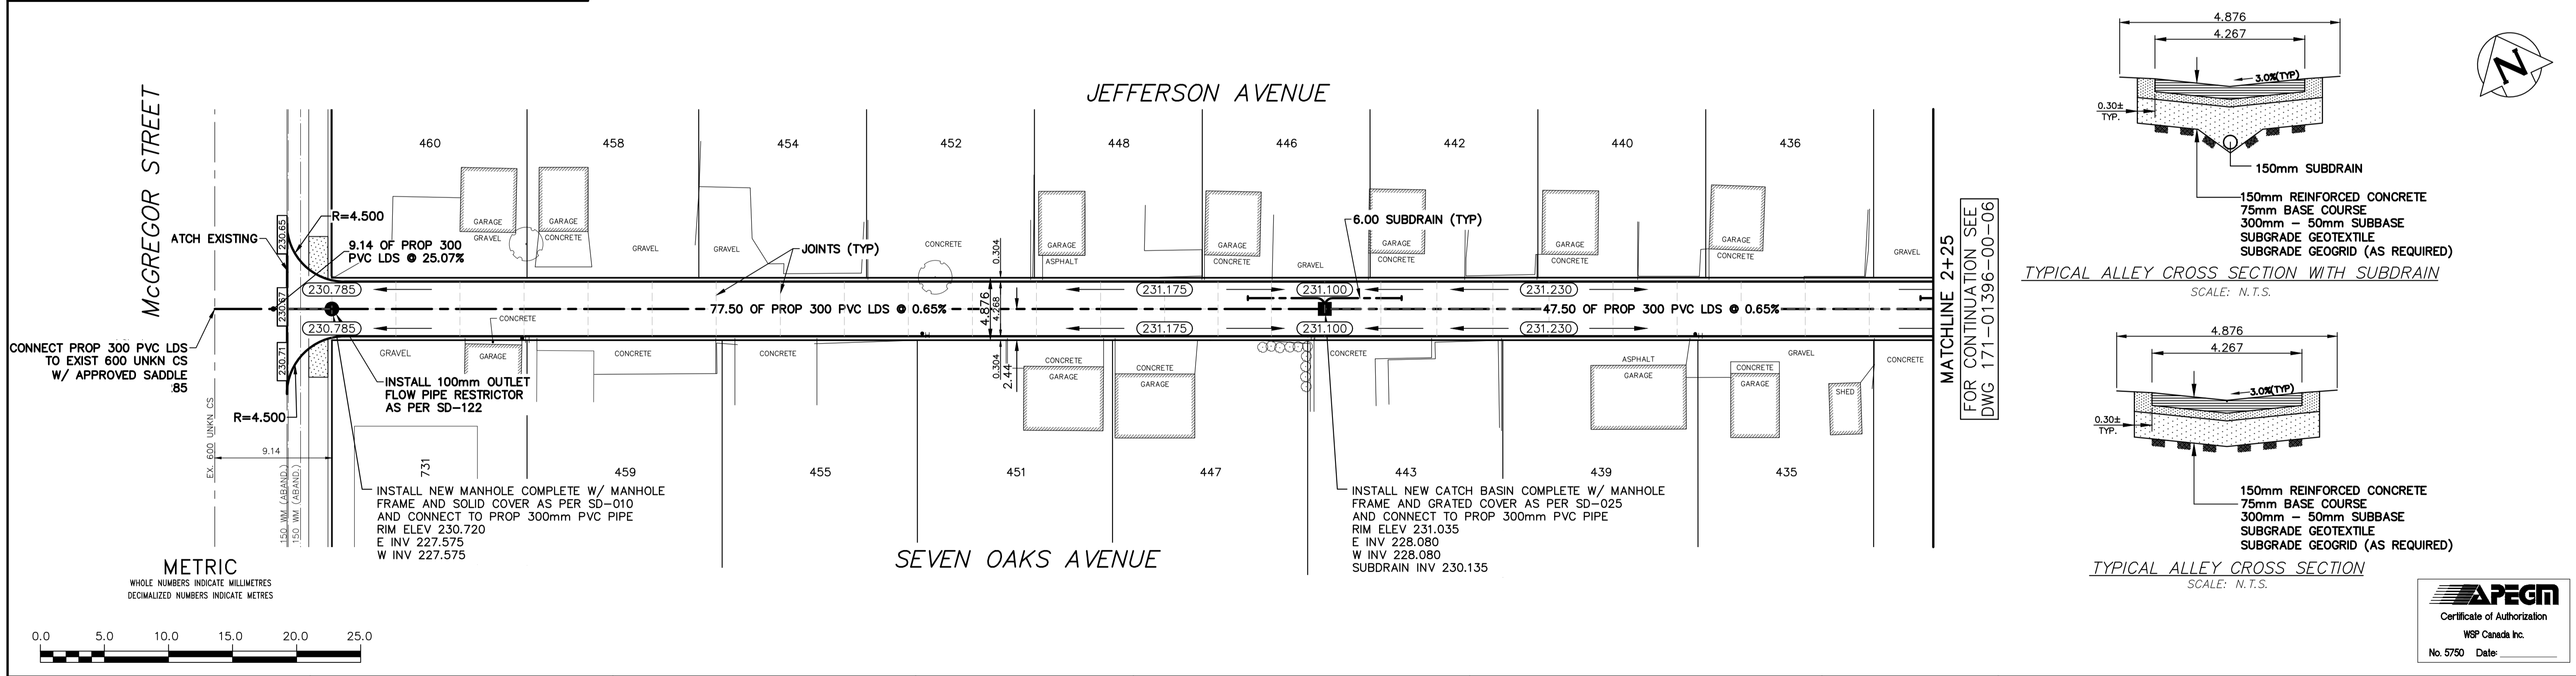 JEFFERSON AVENUE
McGREGOR STREET
460
458
454
452
448
446
442
440
436
GARAGE
GRAVEL
GARAGE
CONCRETE
GRAVEL
GRAVEL
CONCRETE
GARAGE
ASPHALT
GARAGE
CONCRETE
GRAVEL
GARAGE
CONCRETE
GARAGE
CONCRETE
GARAGE
CONCRETE
GRAVEL
R=4.500
ATCH EXISTING
9.14 OF PROP 300
PVC LDS @ 25.07%
JOINTS (TYP)
6.00 SUBDRAIN (TYP)
230.65
230.67
230.71
230.785
230.785
77.50 OF PROP 300 PVC LDS @ 0.65%
0.304
4.876
4.268
0.304
2.44
231.175
231.175
231.100
231.100
231.230
231.230
47.50 OF PROP 300 PVC LDS @ 0.65%
H
H
CONNECT PROP 300 PVC LDS
TO EXIST 600 UNKN CS
W/ APPROVED SADDLE
:85
R=4.500
INSTALL 100mm OUTLET
FLOW PIPE RESTRICTOR
AS PER SD-122
GRAVEL
CONCRETE
GARAGE
CONCRETE
CONCRETE
CONCRETE
GARAGE
CONCRETE
GARAGE
CONCRETE
ASPHALT
GARAGE
GRAVEL
CONCRETE
GARAGE
SHED
CONCRETE
EX. 600 UNKN CS
9.14
150 WM (ABAND.)
150 WM (ABAND.)
731
459
455
451
447
443
439
435
INSTALL NEW MANHOLE COMPLETE W/ MANHOLE
FRAME AND SOLID COVER AS PER SD-010
AND CONNECT TO PROP 300mm PVC PIPE
RIM ELEV 230.720
E INV 227.575
W INV 227.575
INSTALL NEW CATCH BASIN COMPLETE W/ MANHOLE
FRAME AND GRATED COVER AS PER SD-025
AND CONNECT TO PROP 300mm PVC PIPE
RIM ELEV 231.035
E INV 228.080
W INV 228.080
SUBDRAIN INV 230.135
SEVEN OAKS AVENUE
MATCHLINE 2+25
FOR CONTINUATION SEE
DWG 171-01396-00-06
METRIC
WHOLE NUMBERS INDICATE MILLIMETRES
DECIMALIZED NUMBERS INDICATE METRES
0.0 5.0 10.0 15.0 20.0 25.0
4.876
4.267
3.0%(TYP)
0.30±
TYP.
150mm SUBDRAIN
150mm REINFORCED CONCRETE
75mm BASE COURSE
300mm - 50mm SUBBASE
SUBGRADE GEOTEXTILE
SUBGRADE GEOGRID (AS REQUIRED)
TYPICAL ALLEY CROSS SECTION WITH SUBDRAIN
SCALE: N.T.S.
N
4.876
4.267
3.0%(TYP)
0.30±
TYP.
150mm REINFORCED CONCRETE
75mm BASE COURSE
300mm - 50mm SUBBASE
SUBGRADE GEOTEXTILE
SUBGRADE GEOGRID (AS REQUIRED)
TYPICAL ALLEY CROSS SECTION
SCALE: N.T.S.
APEGM
Certificate of Authorization
WSP Canada Inc.
No. 5750 Date: